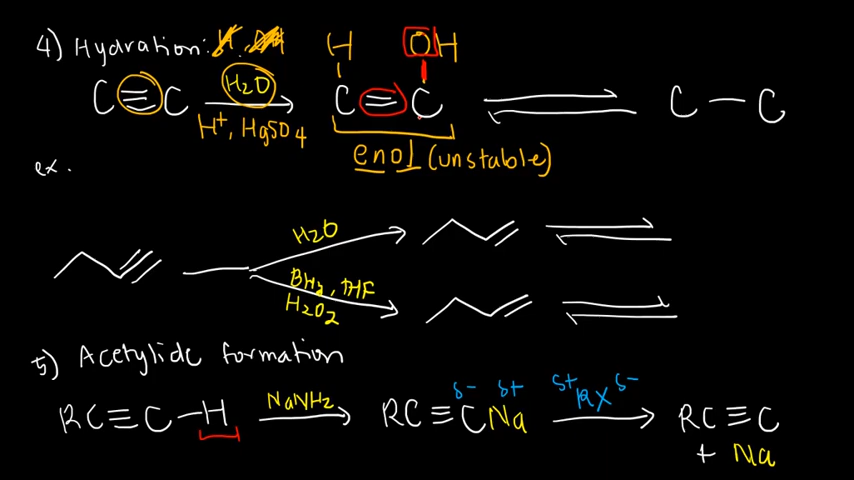 4) Hydration:
H OH
C≡C H2O C=C C-C
H+, HgSO4
enol (unstable)
ex.
H2O
BH3, THF
H2O2
5) Acetylide formation
δ- δ+ δ+ δ-
RC≡C-H NaNH2 RC≡CNa RX RC≡C
+ Na